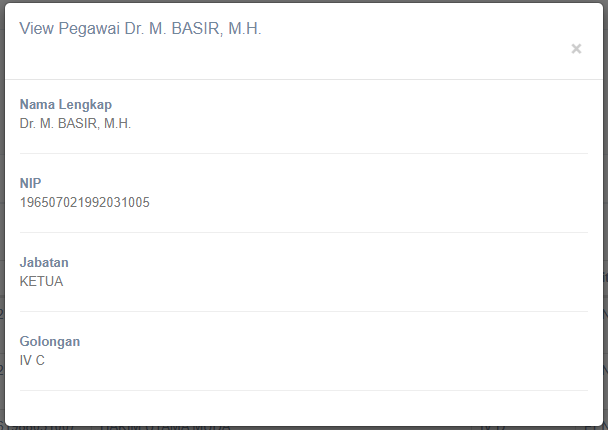 View Pegawai Dr. M. BASIR, M.H.
×
Nama Lengkap
Dr. M. BASIR, M.H.
NIP
196507021992031005
Jabatan
KETUA
Golongan
IV C